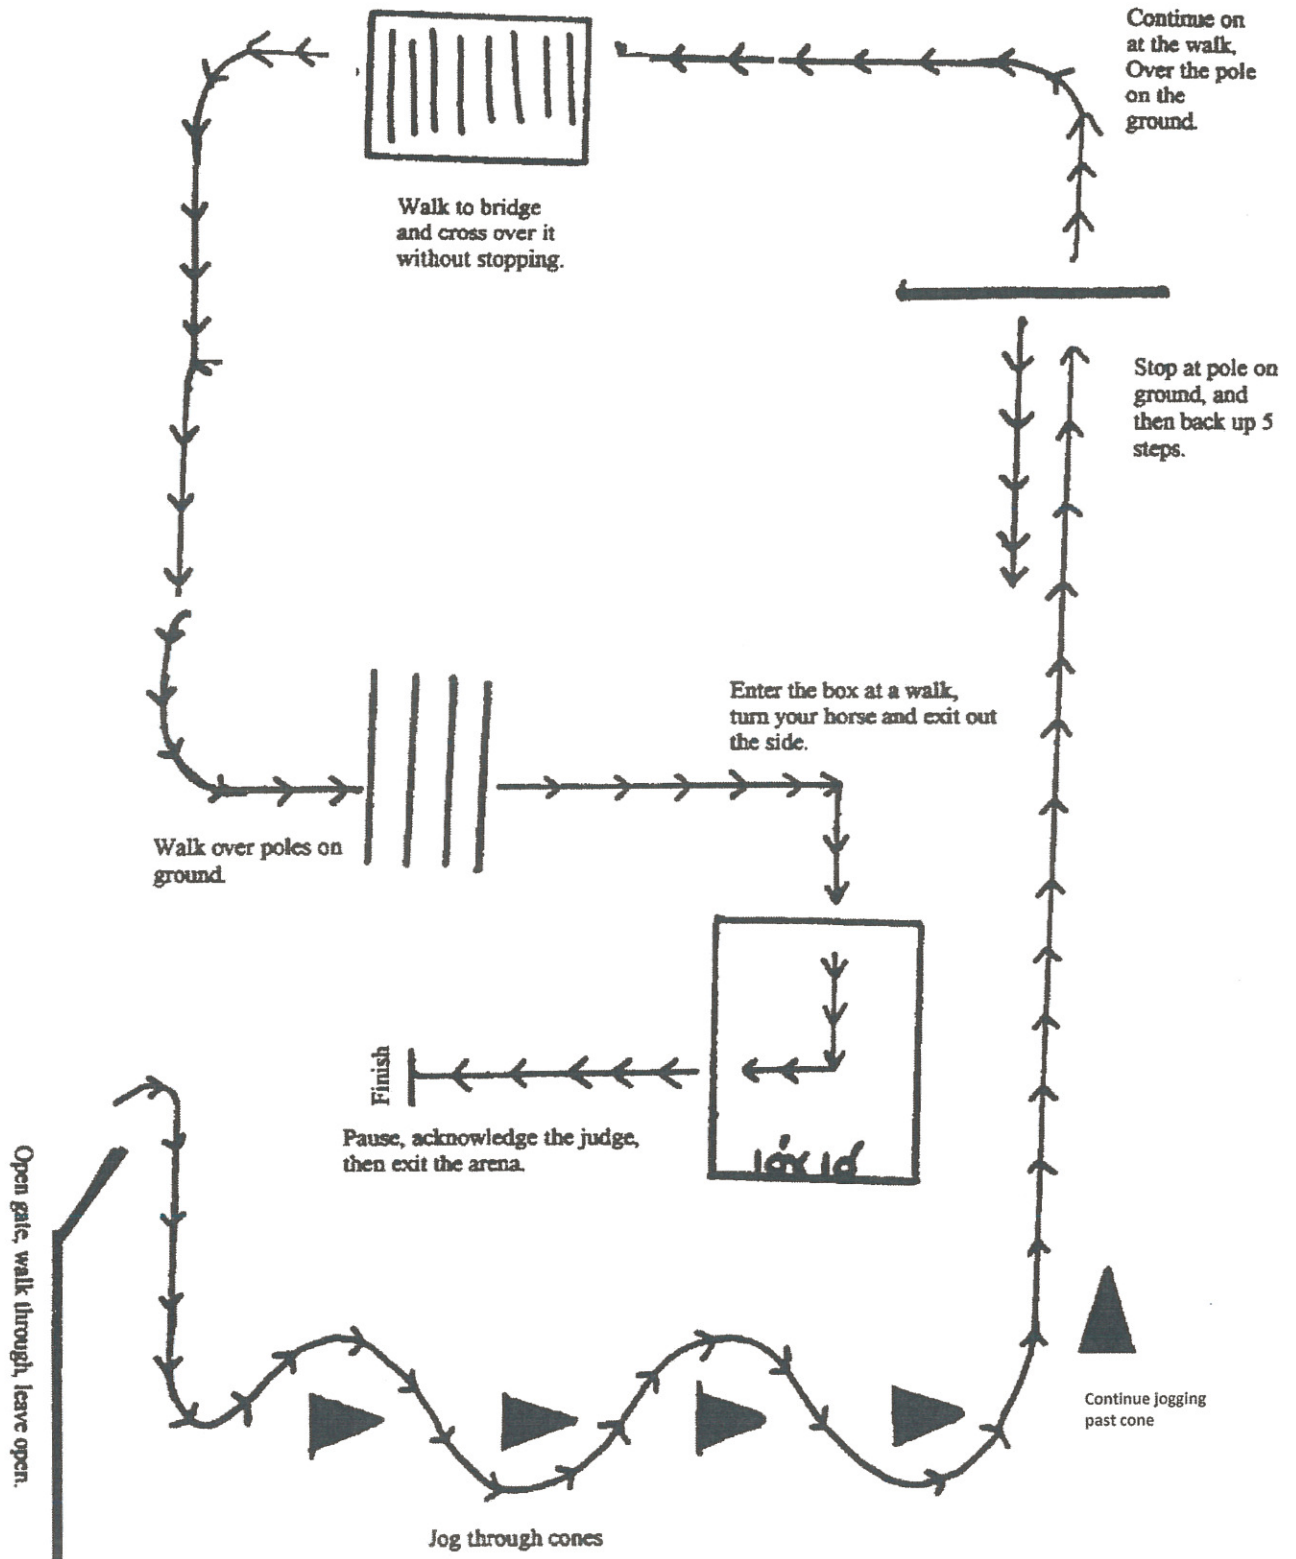 Continue on
at the walk,
Over the pole
on the
ground.
Walk to bridge
and cross over it
without stopping.
Stop at pole on
ground, and
then back up 5
steps.
Enter the box at a walk,
turn your horse and exit out
the side.
Walk over poles on
ground.
Finish
Pause, acknowledge the judge,
then exit the arena.
10'x10'
Open gate, walk through, leave open.
Continue jogging
past cone
Jog through cones